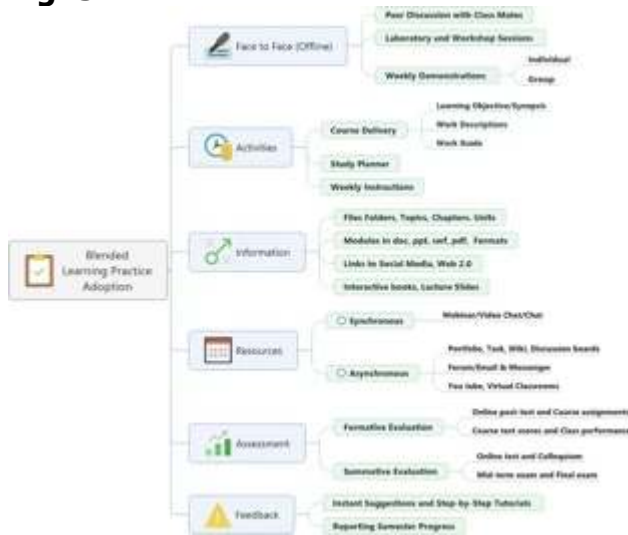 Face to Face (Offline)
Peer Discussion with Class Mates
Laboratory and Workshop Sessions
Weekly Demonstrations
Individual
Group
Activities
Course Delivery
Learning Objective/Synopsis
Work Descriptions
Work Guide
Study Planner
Weekly Instructions
Blended
Learning Practice
Adoption
Information
Files Folders, Topics, Chapters, Units
Modules in doc, ppt, swf, pdf, Formats
Links to Social Media, Web 2.0
Interactive books, Lecture Slides
Resources
Synchronous
Webinar/Video Chat/Chat
Asynchronous
Portfolio, Task, Wiki, Discussion boards
Forum/Email & Messenger
You tube, Virtual Classrooms
Assessment
Formative Evaluation
Online post-test and Course assignments
Course test scores and Class performance
Summative Evaluation
Online test and Colloquium
Mid-term exam and Final exam
Feedback
Instant Suggestions and Step-by-Step Tutorials
Reporting Semester Progress